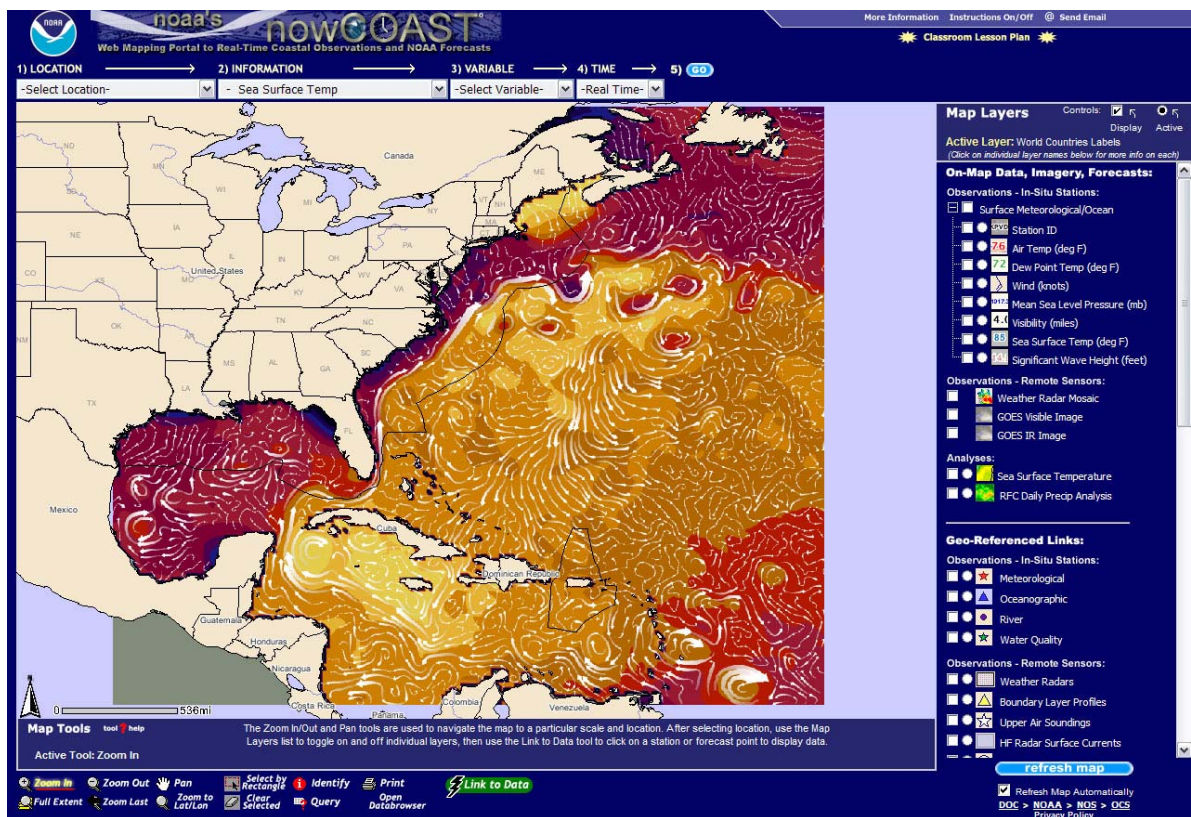 NOAA
noaa's
nowCOAST
Web Mapping Portal to Real-Time Coastal Observations and NOAA Forecasts
More Information Instructions On/Off @ Send Email
Classroom Lesson Plan
1) LOCATION 2) INFORMATION 3) VARIABLE 4) TIME 5) GO
-Select Location- - Sea Surface Temp -Select Variable- -Real Time-
Canada
ND
MN
WI
MI
ME
VT NH
NY
MA
CT
NE
IA
PA
IL IN OH
United States
CO
KS
MO
KY
WV
VA
OK
TN
NC
AR
NM
MS AL GA
SC
LA
TX
FL
Mexico
Cuba
Dominican Republic
Guatemala
Honduras
Nicaragua
Costa Rica
Panama
Colombia
Venezuela
N
0 536mi
Map Layers Controls:
Display Active
Active Layer: World Countries Labels
(Click on individual layer names below for more info on each)
On-Map Data, Imagery, Forecasts:
Observations - In-Situ Stations:
Surface Meteorological/Ocean
Station ID
76 Air Temp (deg F)
72 Dew Point Temp (deg F)
Wind (knots)
Mean Sea Level Pressure (mb)
Visibility (miles)
85 Sea Surface Temp (deg F)
Significant Wave Height (feet)
Observations - Remote Sensors:
Weather Radar Mosaic
GOES Visible Image
GOES IR Image
Analyses:
Sea Surface Temperature
RFC Daily Precip Analysis
Geo-Referenced Links:
Observations - In-Situ Stations:
Meteorological
Oceanographic
River
Water Quality
Observations - Remote Sensors:
Weather Radars
Boundary Layer Profiles
Upper Air Soundings
HF Radar Surface Currents
refresh map
Refresh Map Automatically
DOC > NOAA > NOS > OCS
Privacy Policy
Map Tools tool ? help
The Zoom In/Out and Pan tools are used to navigate the map to a particular scale and location. After selecting location, use the Map
Layers list to toggle on and off individual layers, then use the Link to Data tool to click on a station or forecast point to display data.
Active Tool: Zoom In
Zoom In Zoom Out Pan Select by Rectangle Identify Print Link to Data
Full Extent Zoom Last Zoom to Lat/Lon Clear Selected Query Open Databrowser